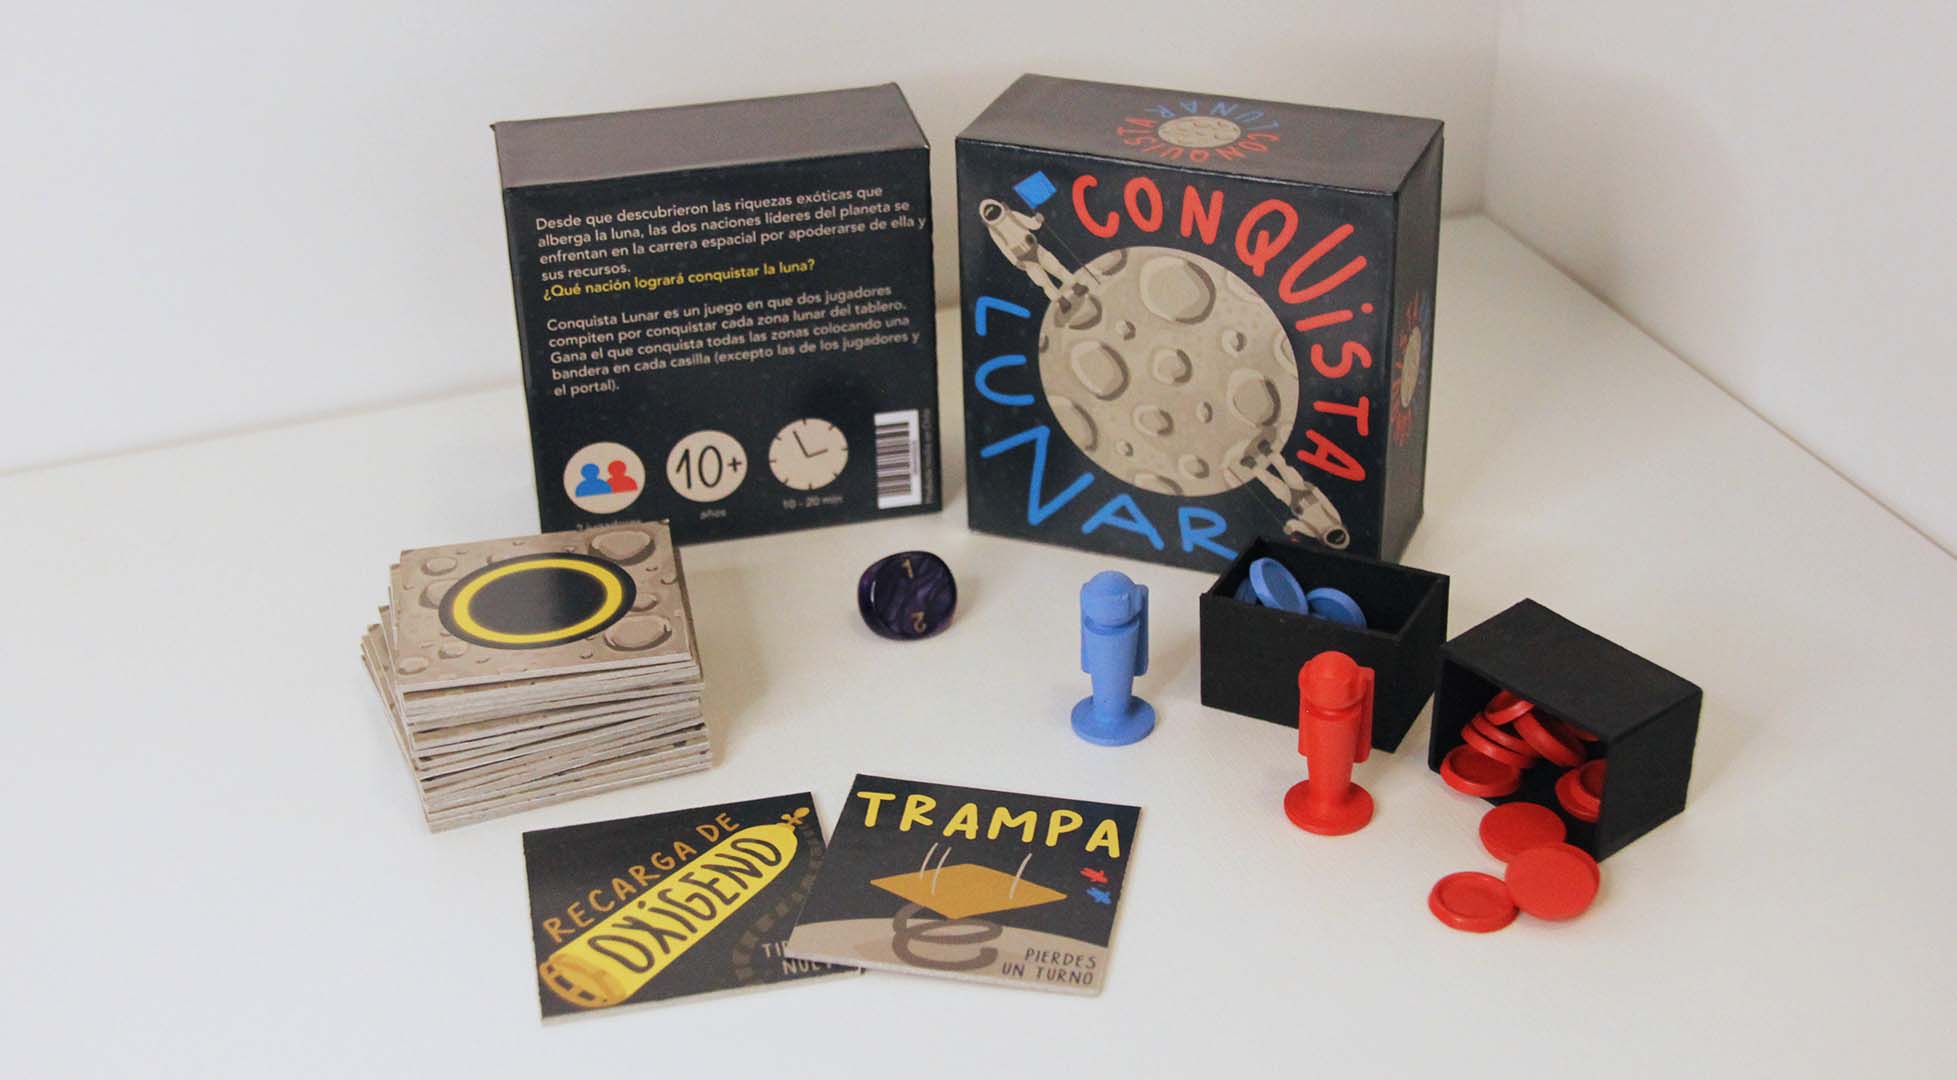 Desde que descubrieron las riquezas exóticas que
alberga la luna, las dos naciones líderes del planeta se
enfrentan en la carrera espacial por apoderarse de ella y
sus recursos.
¿Qué nación logrará conquistar la luna?
Conquista Lunar es un juego en que dos jugadores
compiten por conquistar cada zona lunar del tablero.
Gana el que conquista todas las zonas colocando una
bandera en cada casilla (excepto las de los jugadores y
el portal).
10+
años
10 - 20 min
CONQUISTA
LUNAR
CONQUISTA
LUNAR
1
2
RECARGA DE
OXÍGENO
TRAMPA
PIERDES
UN TURNO